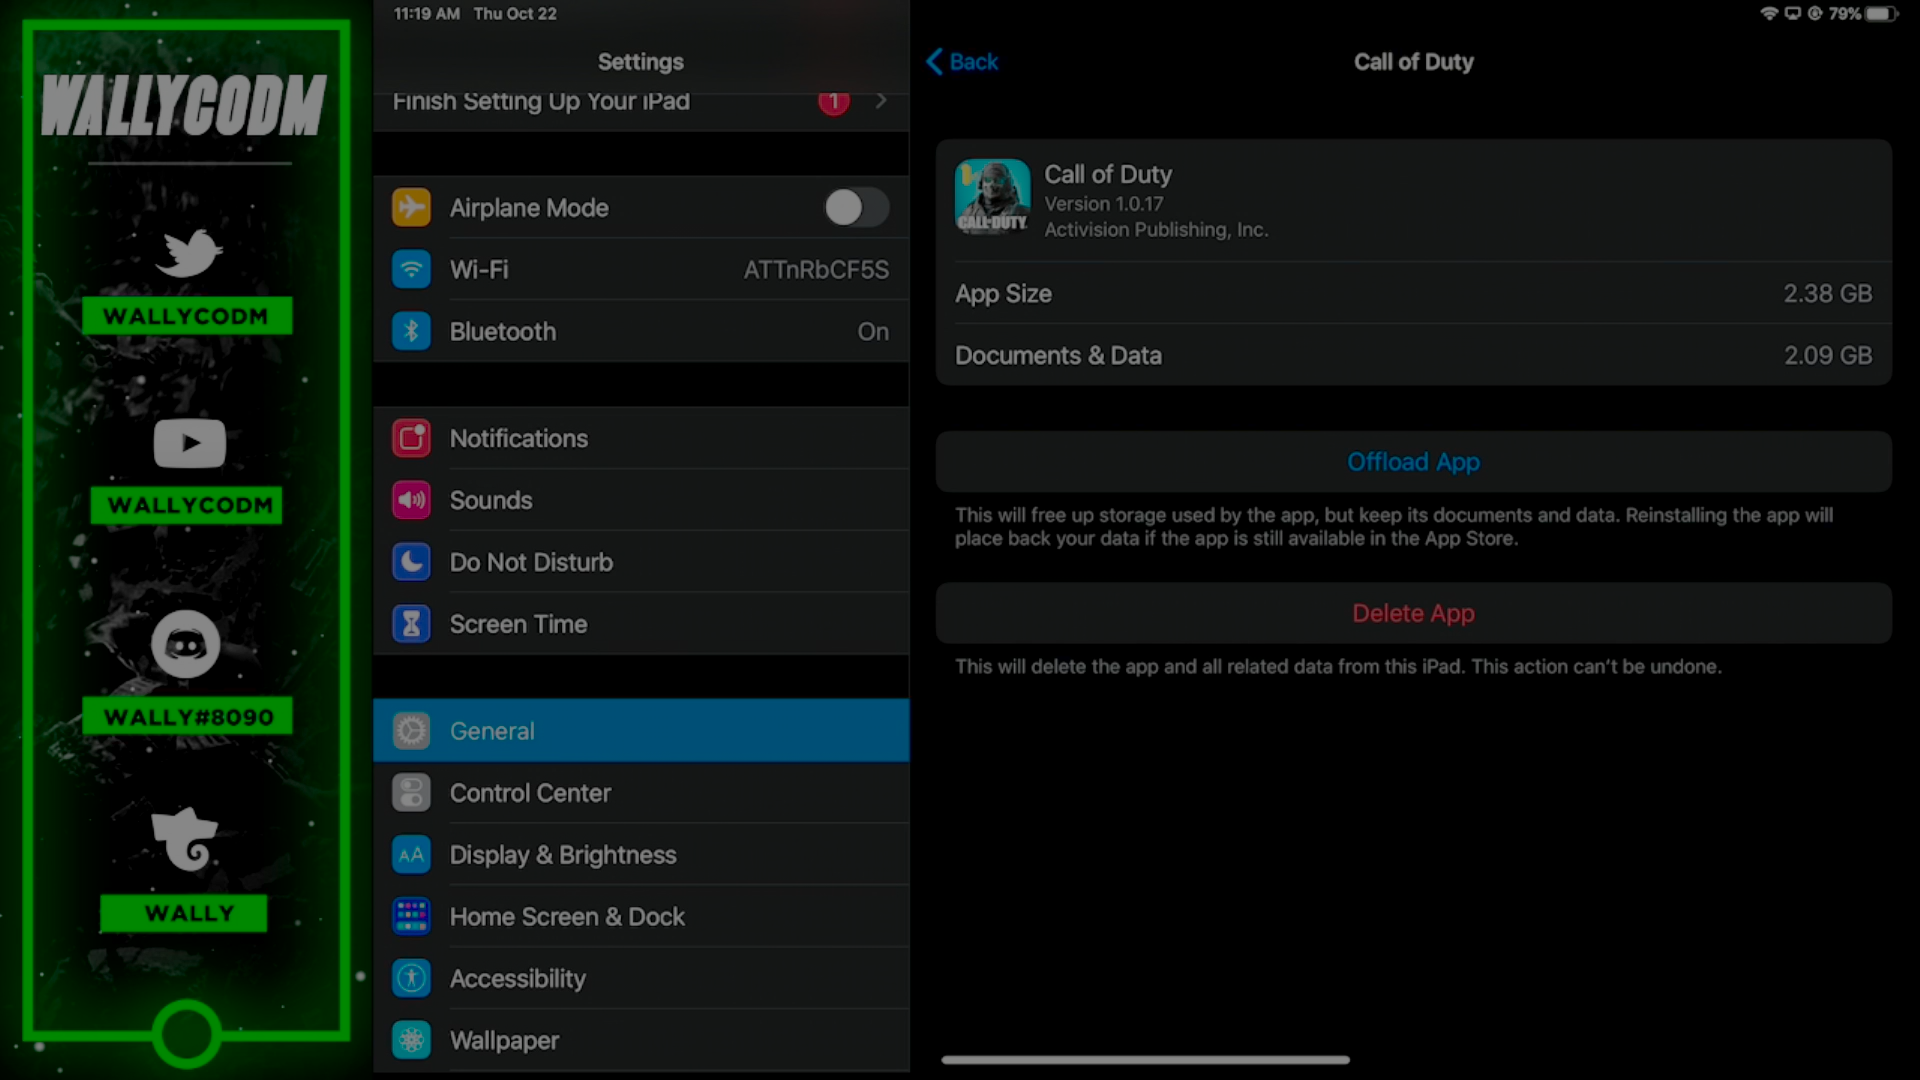 WALLYCODM
WALLYCODM
WALLYCODM
WALLY#8090
WALLY
11:19 AM Thu Oct 22
79%
Settings
Finish Setting Up Your iPad 1
Airplane Mode
Wi-Fi ATTnRbCF5S
Bluetooth On
Notifications
Sounds
Do Not Disturb
Screen Time
General
Control Center
AA Display & Brightness
Home Screen & Dock
Accessibility
Wallpaper
Back
Call of Duty
CALL OF DUTY
Call of Duty
Version 1.0.17
Activision Publishing, Inc.
App Size 2.38 GB
Documents & Data 2.09 GB
Offload App
This will free up storage used by the app, but keep its documents and data. Reinstalling the app will
place back your data if the app is still available in the App Store.
Delete App
This will delete the app and all related data from this iPad. This action can't be undone.